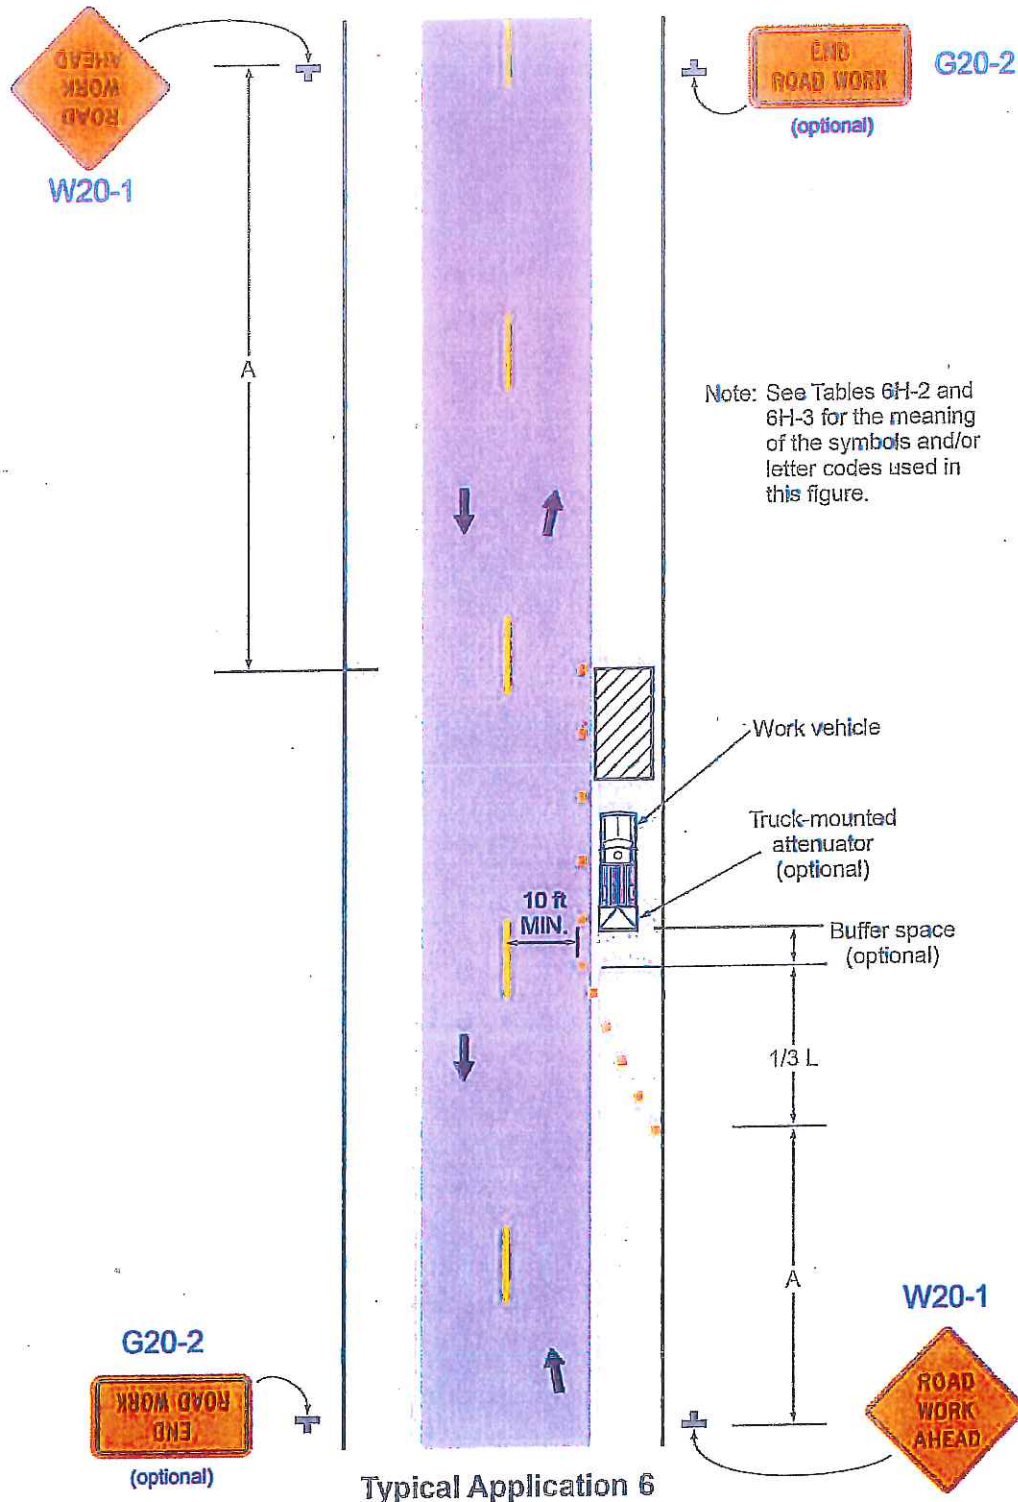 ROAD
WORK
AHEAD
W20-1
END
ROAD WORK
(optional)
G20-2
A
Note: See Tables 6H-2 and
6H-3 for the meaning
of the symbols and/or
letter codes used in
this figure.
Work vehicle
Truck-mounted
attenuator
(optional)
10 ft
MIN.
Buffer space
(optional)
1/3 L
A
W20-1
ROAD
WORK
AHEAD
G20-2
END
ROAD WORK
(optional)
Typical Application 6